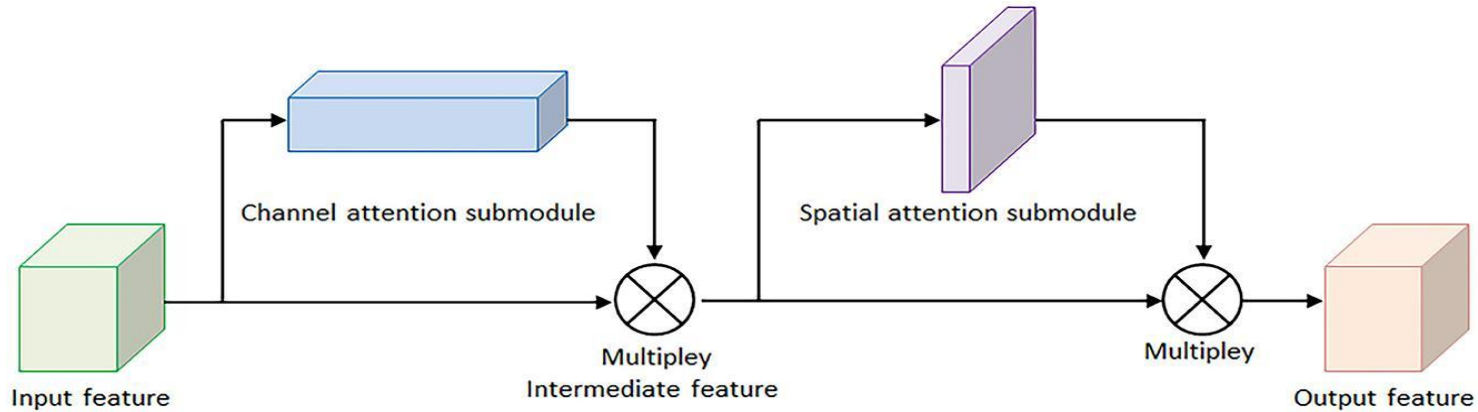 Channel attention submodule
Spatial attention submodule
Input feature
Multipley
Intermediate feature
Multipley
Output feature